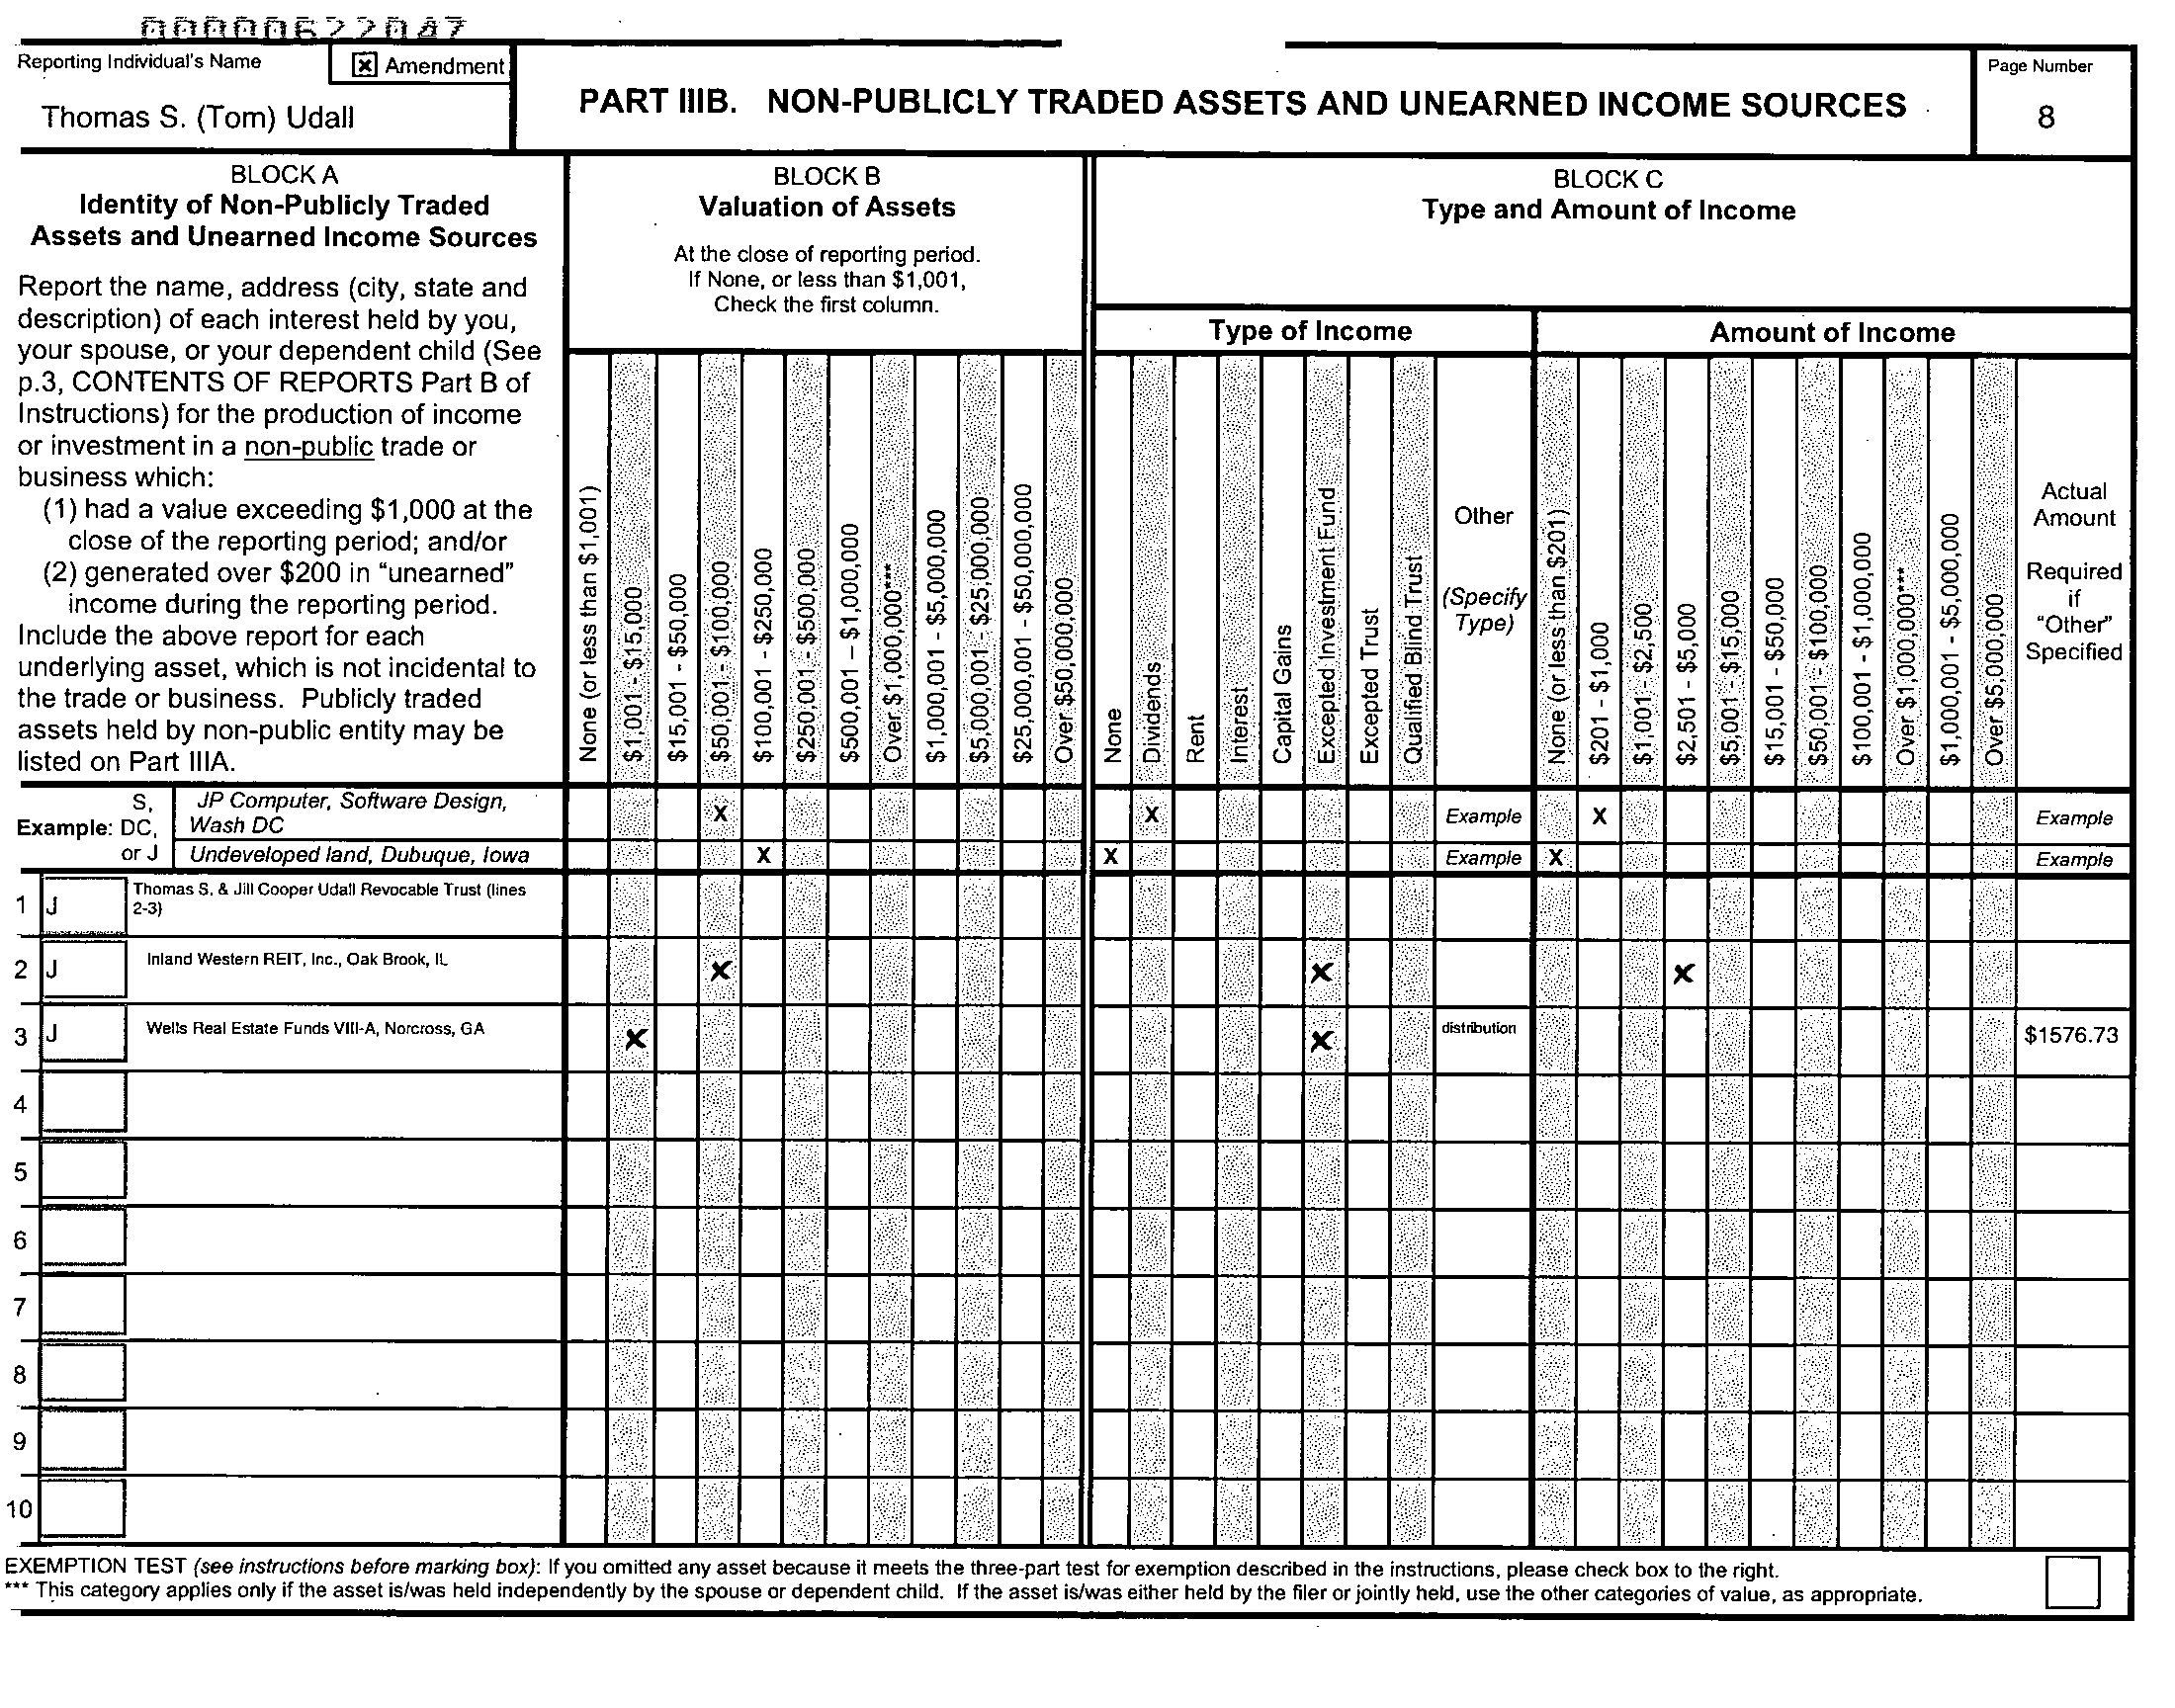 00000622047
Reporting Individual's Name
[x] Amendment
Thomas S. (Tom) Udall
PART IIIB. NON-PUBLICLY TRADED ASSETS AND UNEARNED INCOME SOURCES
Page Number
8
BLOCK A
Identity of Non-Publicly Traded
Assets and Unearned Income Sources
Report the name, address (city, state and
description) of each interest held by you,
your spouse, or your dependent child (See
p.3, CONTENTS OF REPORTS Part B of
Instructions) for the production of income
or investment in a non-public trade or
business which:
(1) had a value exceeding $1,000 at the
close of the reporting period; and/or
(2) generated over $200 in “unearned”
income during the reporting period.
Include the above report for each
underlying asset, which is not incidental to
the trade or business. Publicly traded
assets held by non-public entity may be
listed on Part IIIA.
BLOCK B
Valuation of Assets
At the close of reporting period.
If None, or less than $1,001,
Check the first column.
None (or less than $1,001)
$1,001 - $15,000
$15,001 - $50,000
$50,001 - $100,000
$100,001 - $250,000
$250,001 - $500,000
$500,001 – $1,000,000
Over $1,000,000***
$1,000,001 - $5,000,000
$5,000,001 - $25,000,000
$25,000,001 - $50,000,000
Over $50,000,000
BLOCK C
Type and Amount of Income
Type of Income
None
Dividends
Rent
Interest
Capital Gains
Excepted Investment Fund
Excepted Trust
Qualified Blind Trust
Other
(Specify
Type)
Amount of Income
None (or less than $201)
$201 - $1,000
$1,001 - $2,500
$2,501 - $5,000
$5,001 - $15,000
$15,001 - $50,000
$50,001 - $100,000
$100,001 - $1,000,000
Over $1,000,000***
$1,000,001 - $5,000,000
Over $5,000,000
Actual
Amount
Required
if
“Other”
Specified
Example: S, DC, or J
JP Computer, Software Design,
Wash DC
X X Example X Example
Undeveloped land, Dubuque, Iowa X X Example X Example
1 J Thomas S. & Jill Cooper Udall Revocable Trust (lines
2-3)
2 J Inland Western REIT, Inc., Oak Brook, IL X X X
3 J Wells Real Estate Funds VIII-A, Norcross, GA X X distribution $1576.73
4
5
6
7
8
9
10
EXEMPTION TEST (see instructions before marking box): If you omitted any asset because it meets the three-part test for exemption described in the instructions, please check box to the right.
*** This category applies only if the asset is/was held independently by the spouse or dependent child. If the asset is/was either held by the filer or jointly held, use the other categories of value, as appropriate.